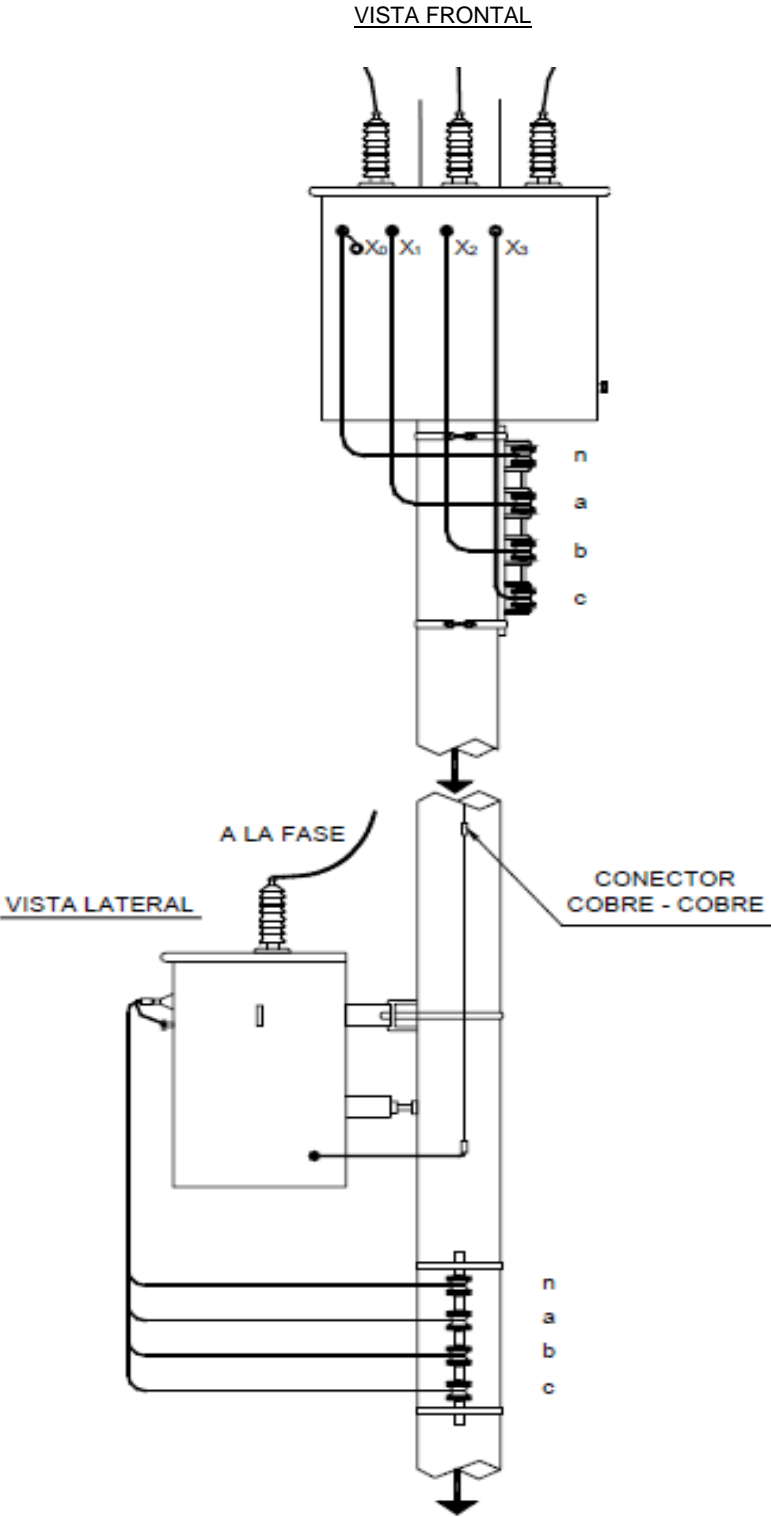 VISTA FRONTAL
X₀ X₁ X₂ X₃
n
a
b
c
A LA FASE
VISTA LATERAL
CONECTOR
COBRE - COBRE
n
a
b
c